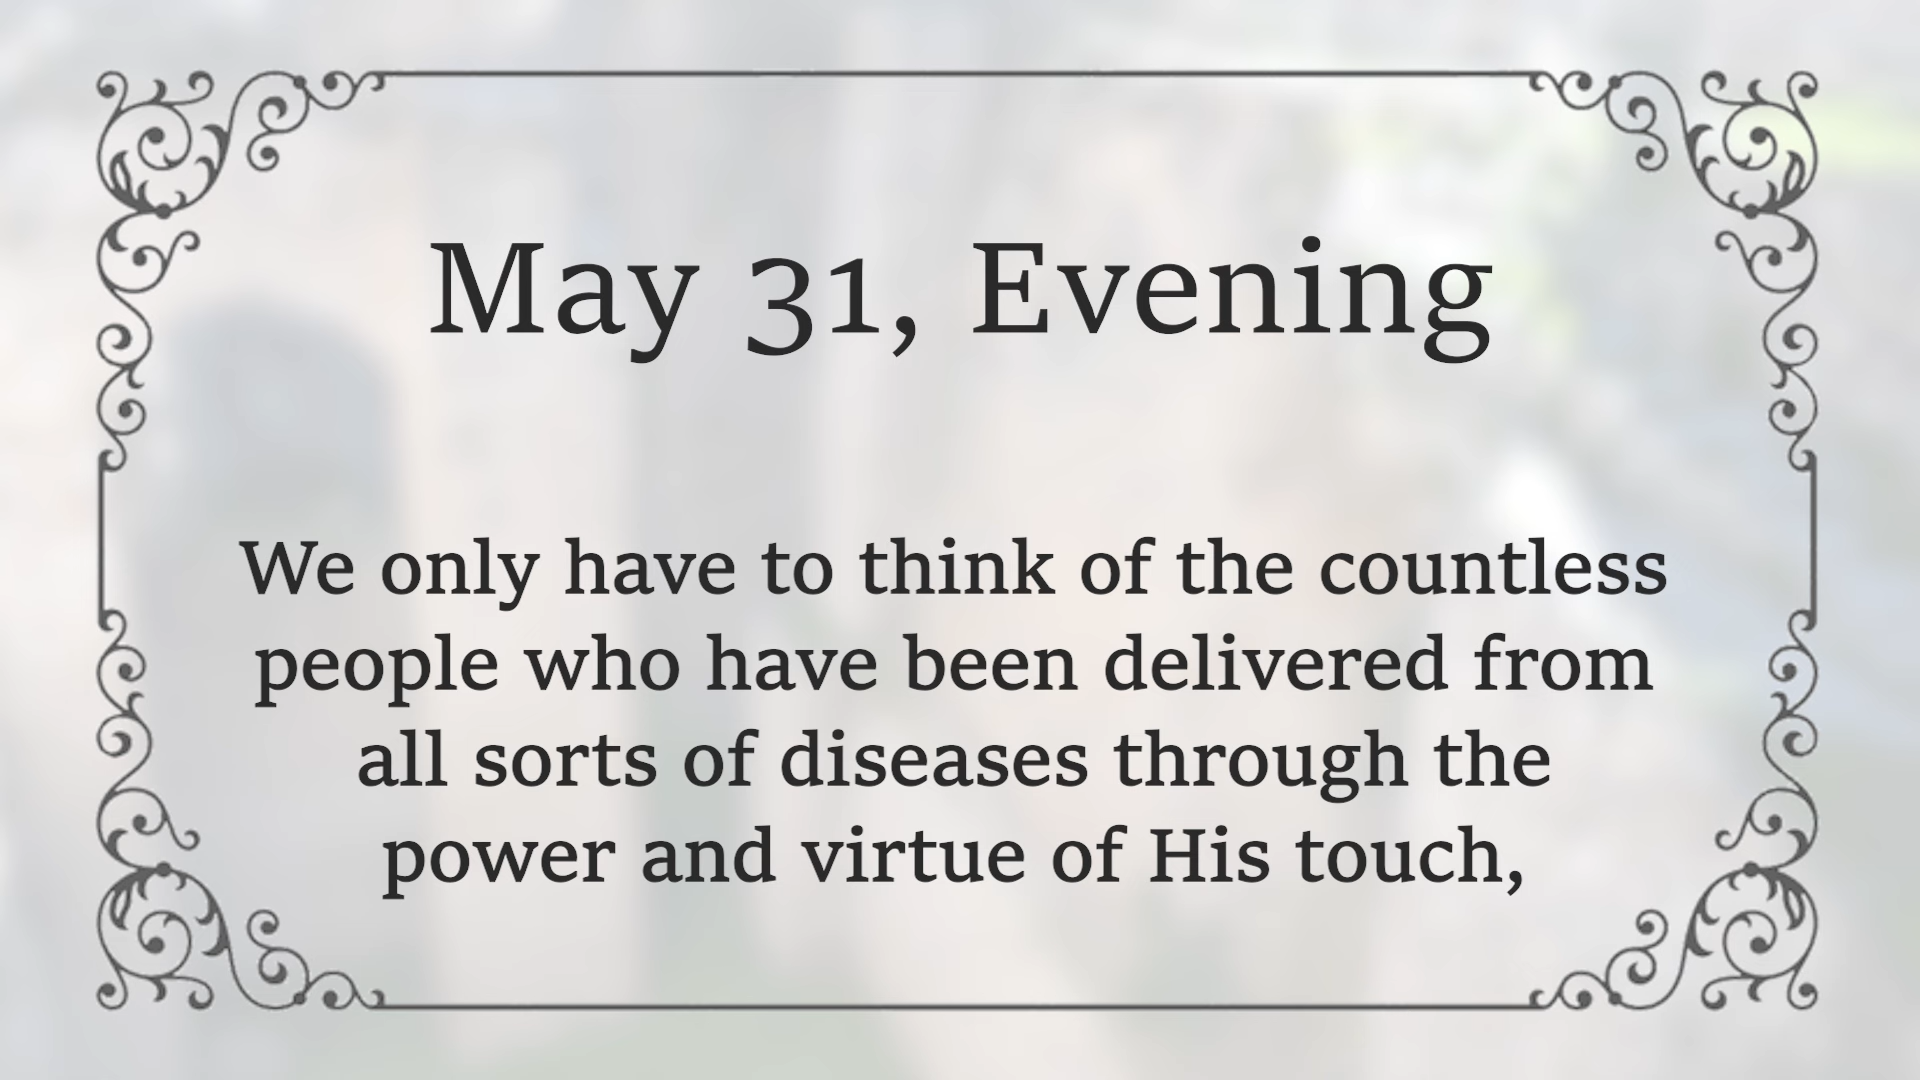 May 31, Evening
We only have to think of the countless
people who have been delivered from
all sorts of diseases through the
power and virtue of His touch,